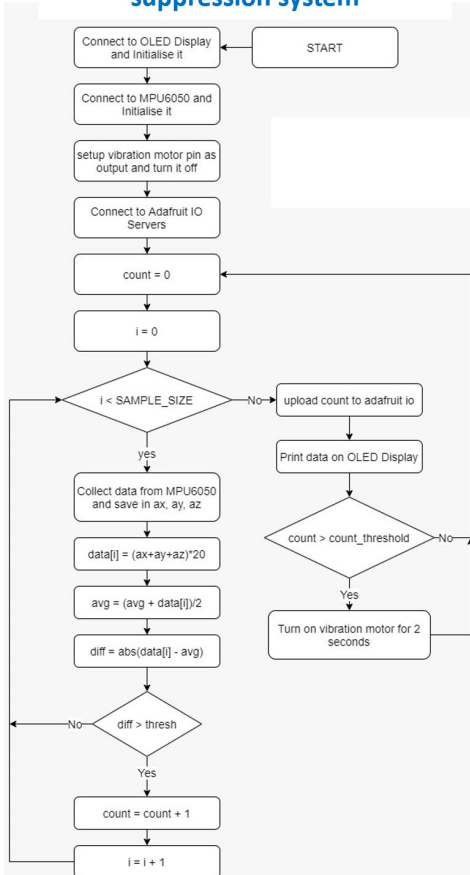 suppression system
START
Connect to OLED Display
and Initialise it
Connect to MPU6050 and
Initialise it
setup vibration motor pin as
output and turn it off
Connect to Adafruit IO
Servers
count = 0
i = 0
i < SAMPLE_SIZE
No
yes
Collect data from MPU6050
and save in ax, ay, az
data[i] = (ax+ay+az)*20
avg = (avg + data[i])/2
diff = abs(data[i] - avg)
diff > thresh
No
Yes
count = count + 1
i = i + 1
upload count to adafruit io
Print data on OLED Display
count > count_threshold
No
Yes
Turn on vibration motor for 2
seconds